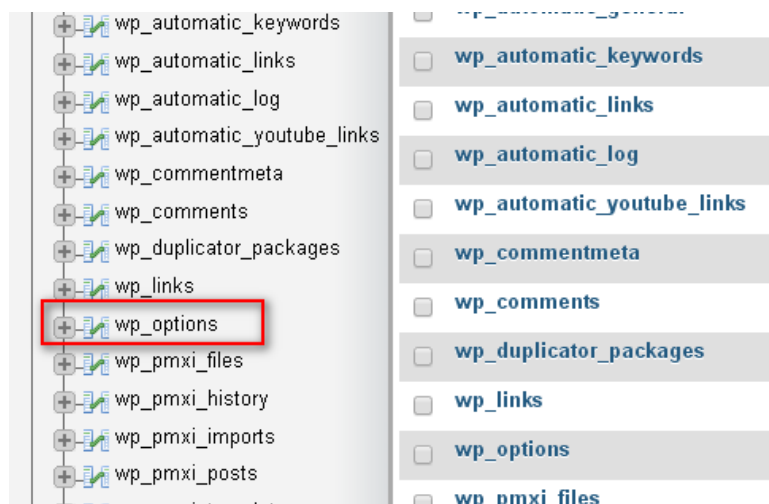 wp_automatic_keywords
wp_automatic_links
wp_automatic_log
wp_automatic_youtube_links
wp_commentmeta
wp_comments
wp_duplicator_packages
wp_links
wp_options
wp_pmxi_files
wp_pmxi_history
wp_pmxi_imports
wp_pmxi_posts
wp_automatic_general
wp_automatic_keywords
wp_automatic_links
wp_automatic_log
wp_automatic_youtube_links
wp_commentmeta
wp_comments
wp_duplicator_packages
wp_links
wp_options
wp_pmxi_files